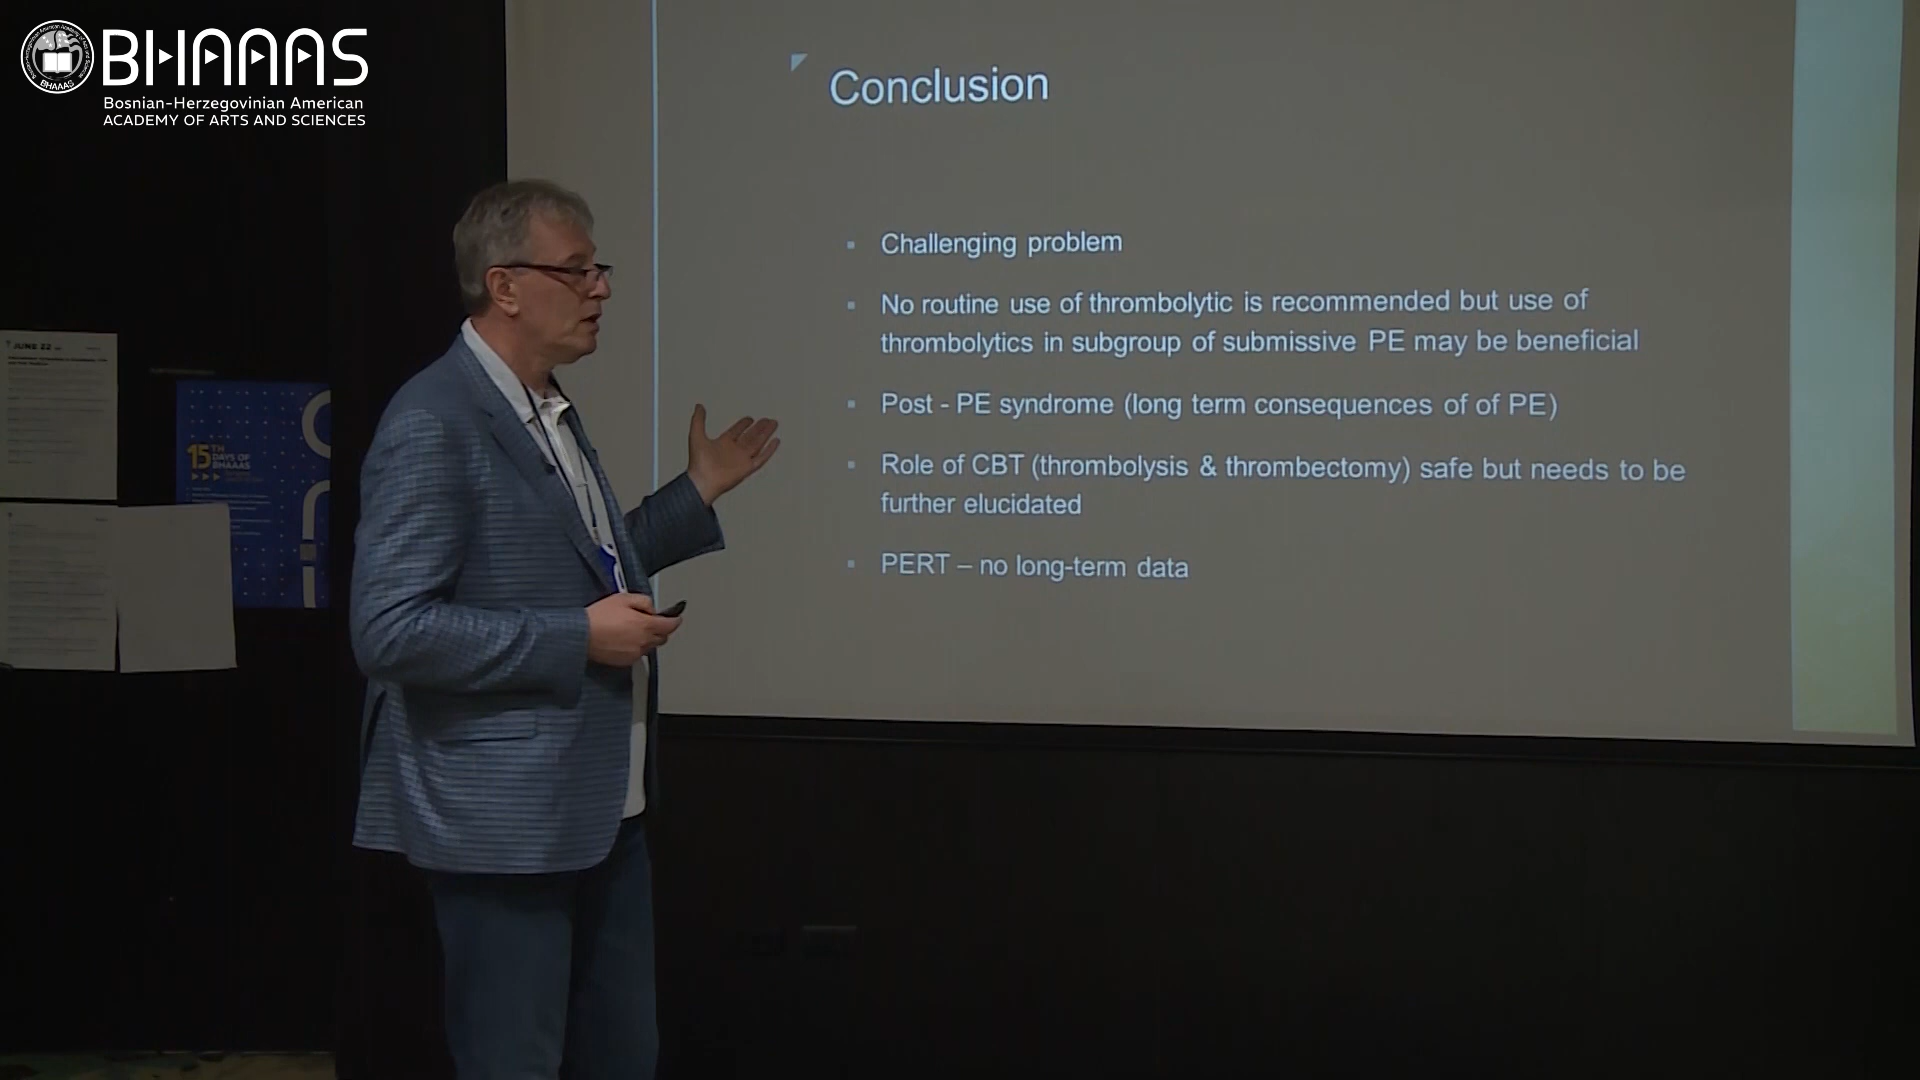 BHAAAS
Bosnian-Herzegovinian American
ACADEMY OF ARTS AND SCIENCES
BHAAAS
Conclusion
Challenging problem
No routine use of thrombolytic is recommended but use of
thrombolytics in subgroup of submissive PE may be beneficial
Post - PE syndrome (long term consequences of of PE)
Role of CBT (thrombolysis & thrombectomy) safe but needs to be
further elucidated
PERT – no long-term data
JUNE 22
15TH
DAYS OF
BHAAAS